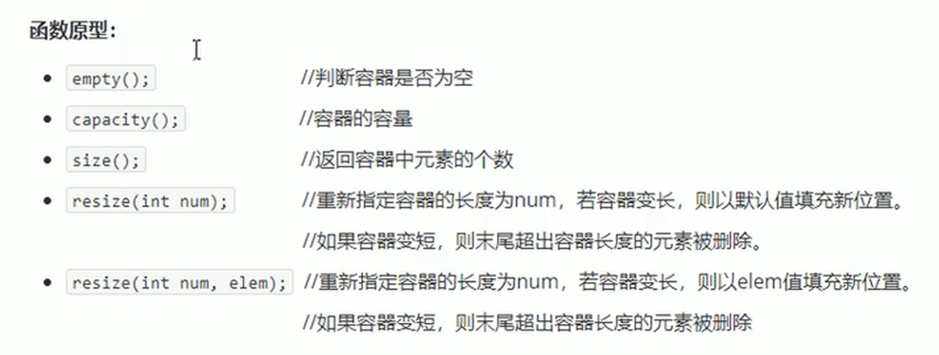 函数原型：
empty(); //判断容器是否为空
capacity(); //容器的容量
size(); //返回容器中元素的个数
resize(int num); //重新指定容器的长度为num，若容器变长，则以默认值填充新位置。
//如果容器变短，则末尾超出容器长度的元素被删除。
resize(int num, elem); //重新指定容器的长度为num，若容器变长，则以elem值填充新位置。
//如果容器变短，则末尾超出容器长度的元素被删除